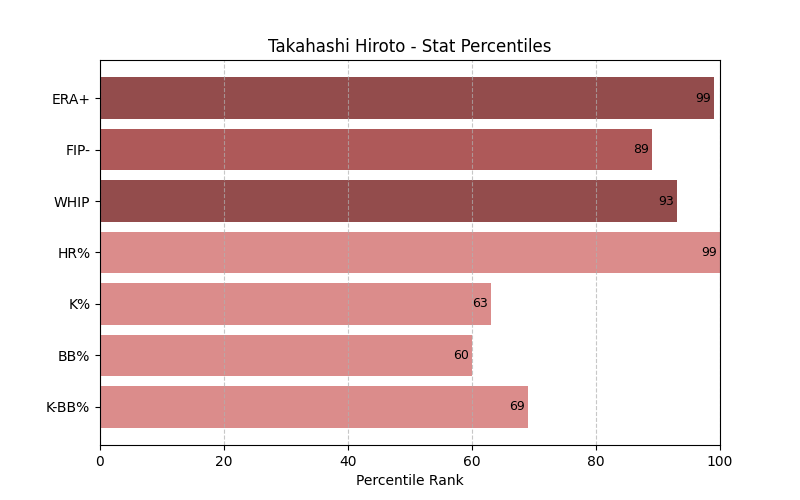 Takahashi Hiroto - Stat Percentiles
ERA+ 99
FIP- 89
WHIP 93
HR% 99
K% 63
BB% 60
K-BB% 69
0 20 40 60 80 100
Percentile Rank